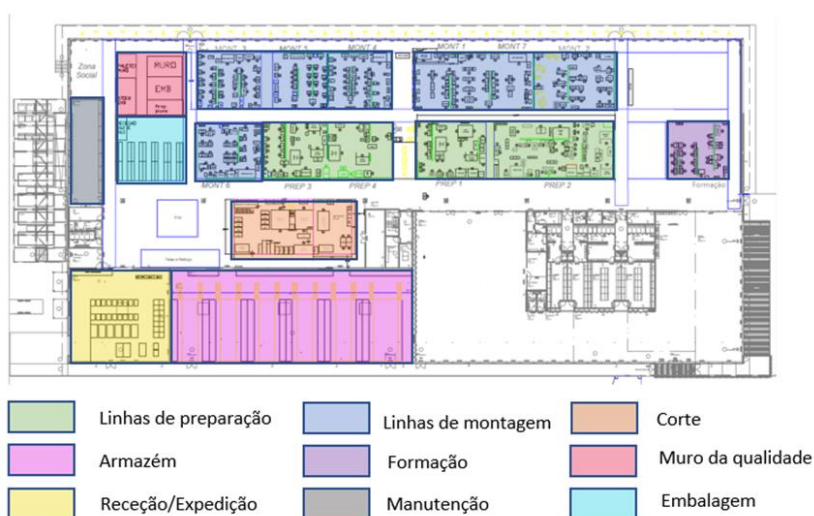 Zona
Social
MURO
EMB
MONT 3
MONT 5
MONT 4
MONT 1
MONT 7
MONT 2
MONT 6
PREP 3
PREP 4
PREP 1
PREP 2
Formação
Linhas de preparação
Linhas de montagem
Corte
Armazém
Formação
Muro da qualidade
Receção/Expedição
Manutenção
Embalagem